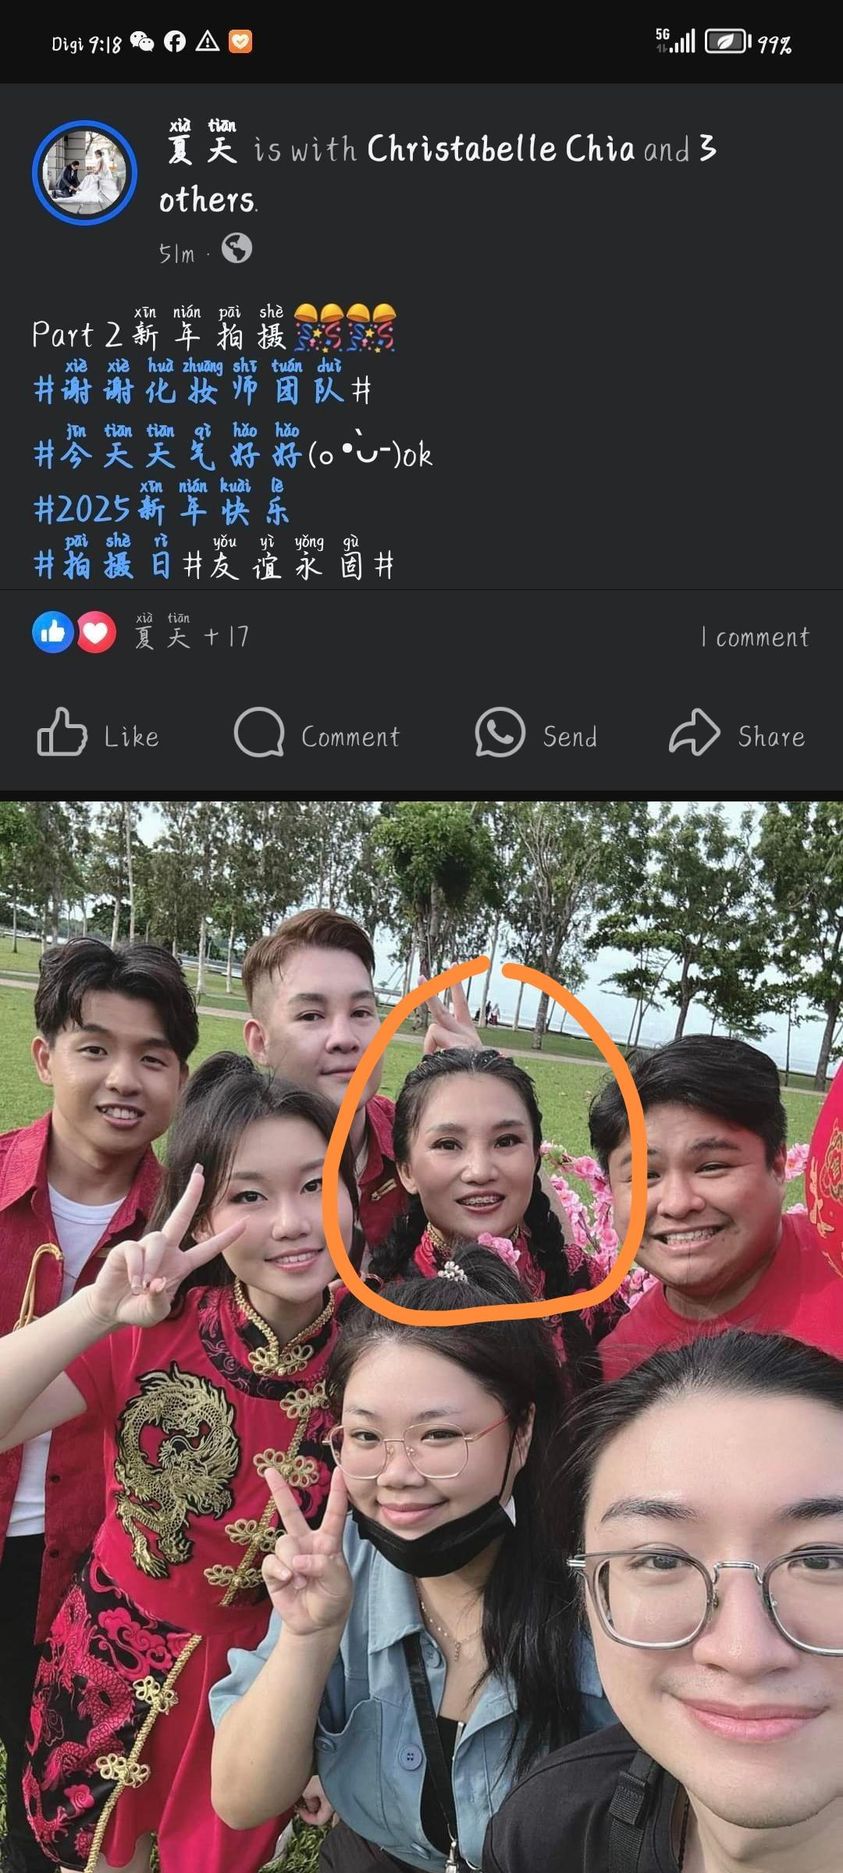 Digi 9:18
5G
99%
xià tiān
夏天 is with Christabelle Chia and 3
others.
51m ·
xīn nián pāi shè
Part 2 新年拍摄
xiè xiè huà zhuāng shī tuán duì
#谢谢化妆师团队#
jīn tiān tiān qì hǎo hǎo
#今天天气好好(｡•̀ᴗ-)ok
xīn nián kuài lè
#2025新年快乐
pāi shè rì yǒu yì yǒng gù
#拍摄日#友谊永固#
xià tiān
夏天 + 17
1 comment
Like
Comment
Send
Share